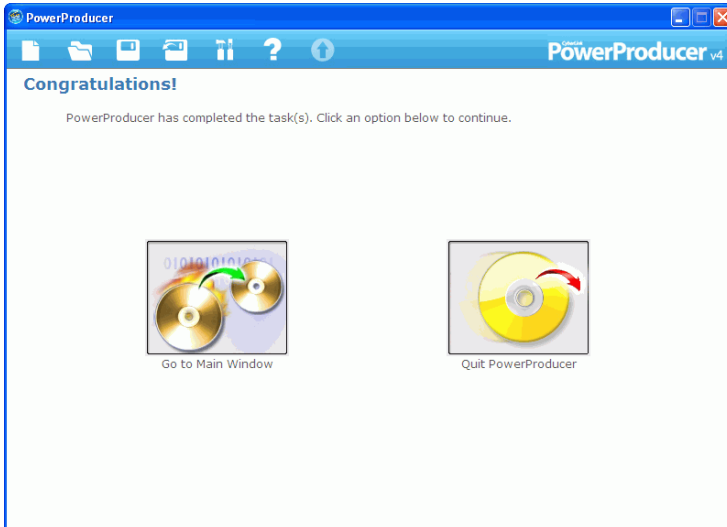 PowerProducer
CyberLink
PowerProducer v4
Congratulations!
PowerProducer has completed the task(s). Click an option below to continue.
Go to Main Window
Quit PowerProducer